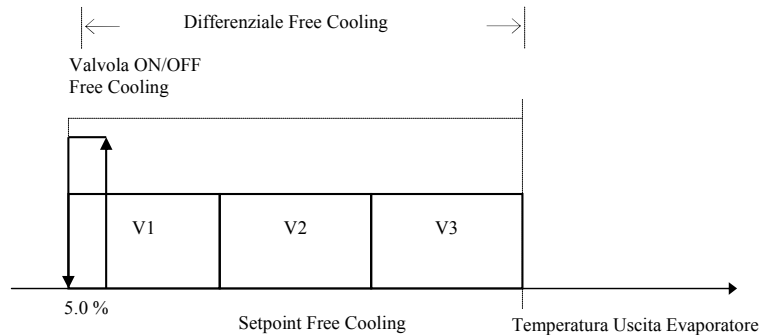 Differenziale Free Cooling
Valvola ON/OFF
Free Cooling
V1
V2
V3
5.0 %
Setpoint Free Cooling
Temperatura Uscita Evaporatore